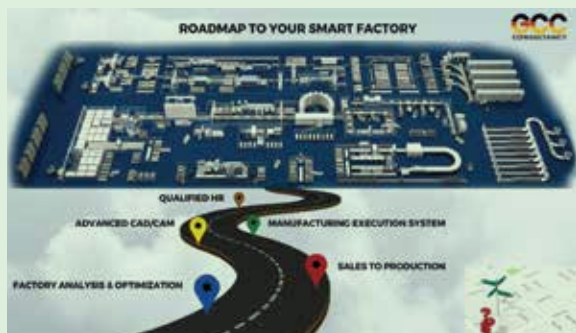 ROADMAP TO YOUR SMART FACTORY
GCC
CONSULTANCY
QUALIFIED HR
ADVANCED CAD/CAM
MANUFACTURING EXECUTION SYSTEM
SALES TO PRODUCTION
FACTORY ANALYSIS & OPTIMIZATION